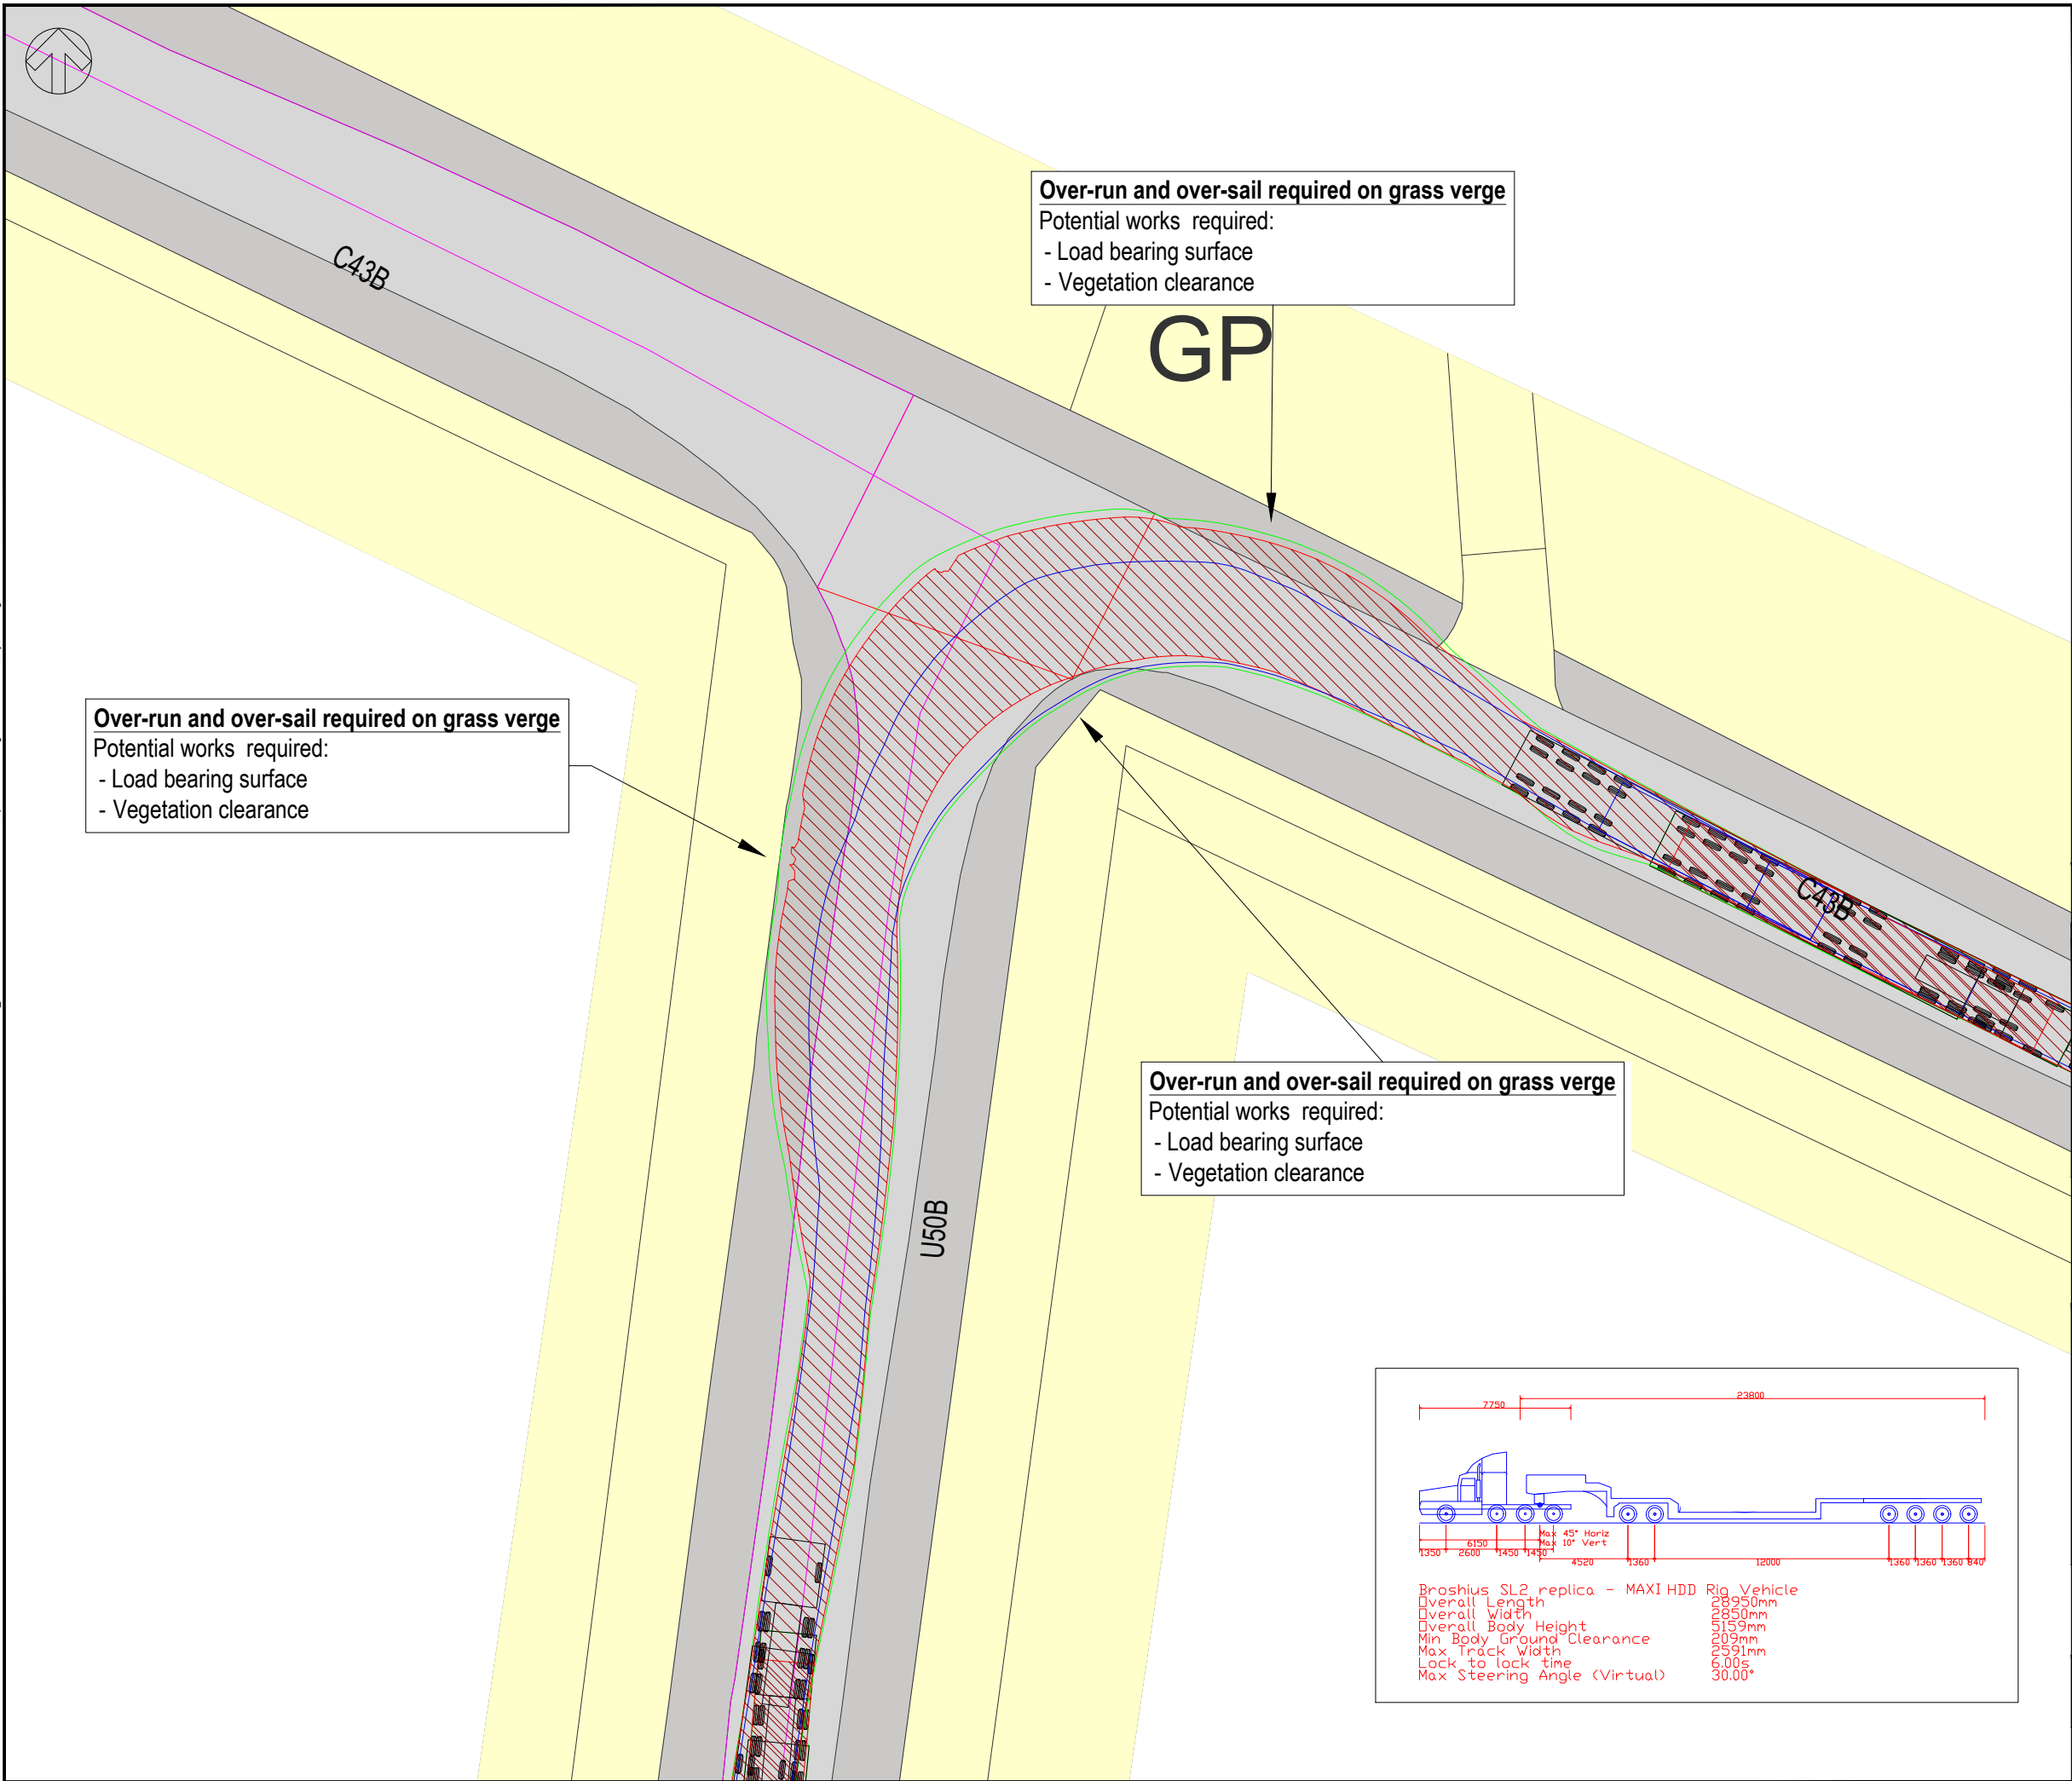 C43B
Over-run and over-sail required on grass verge
Potential works required:
- Load bearing surface
- Vegetation clearance
GP
Over-run and over-sail required on grass verge
Potential works required:
- Load bearing surface
- Vegetation clearance
C43B
Over-run and over-sail required on grass verge
Potential works required:
- Load bearing surface
- Vegetation clearance
U50B
23800
7750
Max 45° Horiz
6150 Max 10° Vert
1350 2600 1450 1450
4520 1360 12000 1360 1360 1360 840
Broshius SL2 replica - MAXI HDD Rig Vehicle
Overall Length 28950mm
Overall Width 2850mm
Overall Body Height 5159mm
Min Body Ground Clearance 209mm
Max Track Width 2591mm
Lock to lock time 6.00s
Max Steering Angle (Virtual) 30.00°